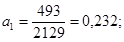 a₁ = 493/2129 = 0,232;